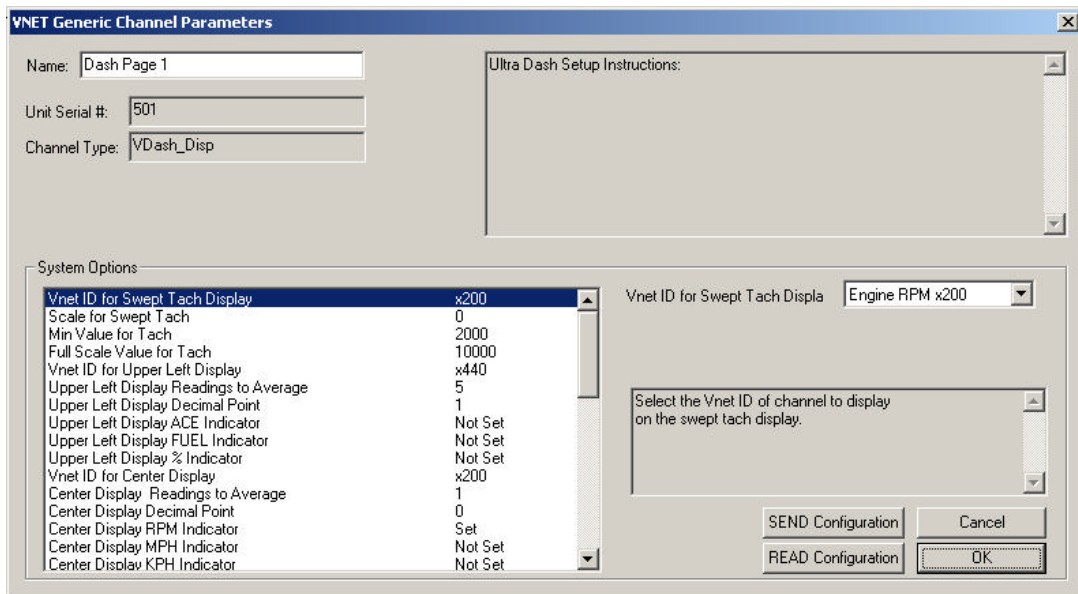 VNET Generic Channel Parameters
Name: Dash Page 1
Unit Serial #: 501
Channel Type: VDash_Disp
Ultra Dash Setup Instructions:
System Options
Vnet ID for Swept Tach Display x200
Scale for Swept Tach 0
Min Value for Tach 2000
Full Scale Value for Tach 10000
Vnet ID for Upper Left Display x440
Upper Left Display Readings to Average 5
Upper Left Display Decimal Point 1
Upper Left Display ACE Indicator Not Set
Upper Left Display FUEL Indicator Not Set
Upper Left Display % Indicator Not Set
Vnet ID for Center Display x200
Center Display Readings to Average 1
Center Display Decimal Point 0
Center Display RPM Indicator Set
Center Display MPH Indicator Not Set
Center Display KPH Indicator Not Set
Vnet ID for Swept Tach Displa Engine RPM x200
Select the Vnet ID of channel to display
on the swept tach display.
SEND Configuration Cancel
READ Configuration OK